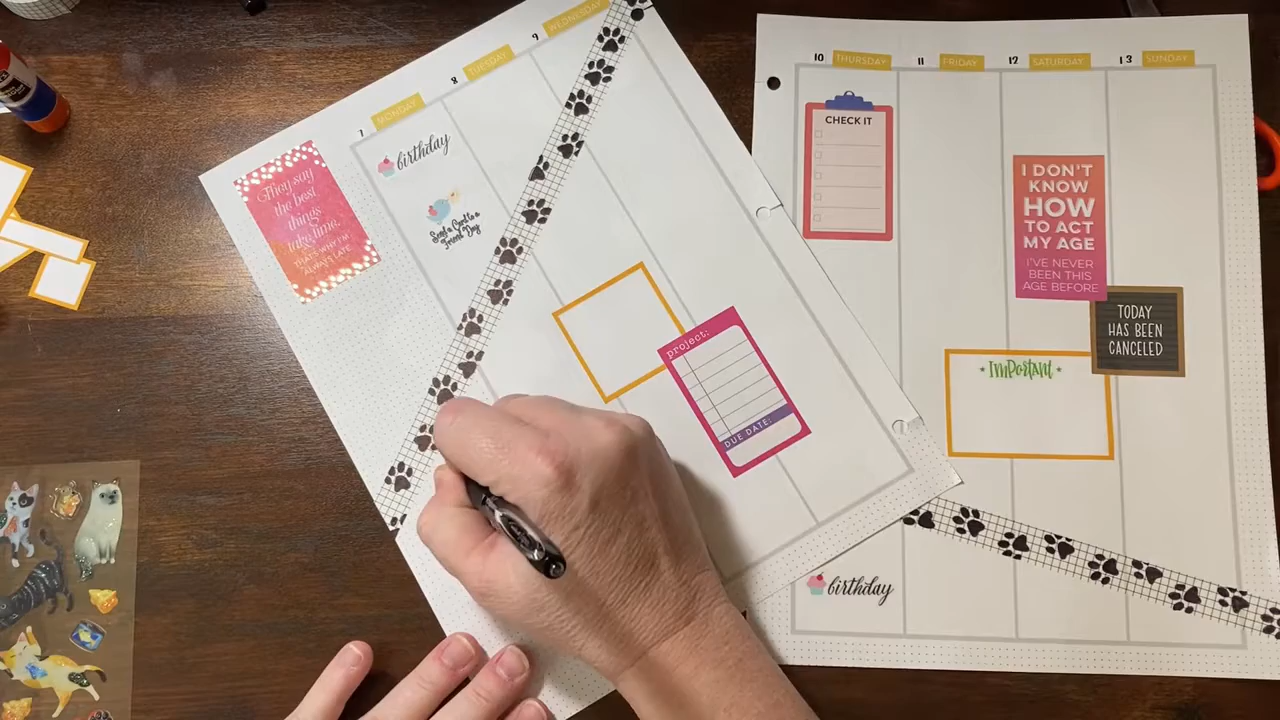 7 MONDAY
8 TUESDAY
9 WEDNESDAY
They say
the best
things
take time.
THAT'S WHY I'M
ALWAYS LATE
birthday
Send a Card to a
Friend Day
project:
DUE DATE:
10 THURSDAY
11 FRIDAY
12 SATURDAY
13 SUNDAY
CHECK IT
I DON'T
KNOW
HOW
TO ACT
MY AGE
I'VE NEVER
BEEN THIS
AGE BEFORE
TODAY
HAS BEEN
CANCELED
IMPORTANT
birthday